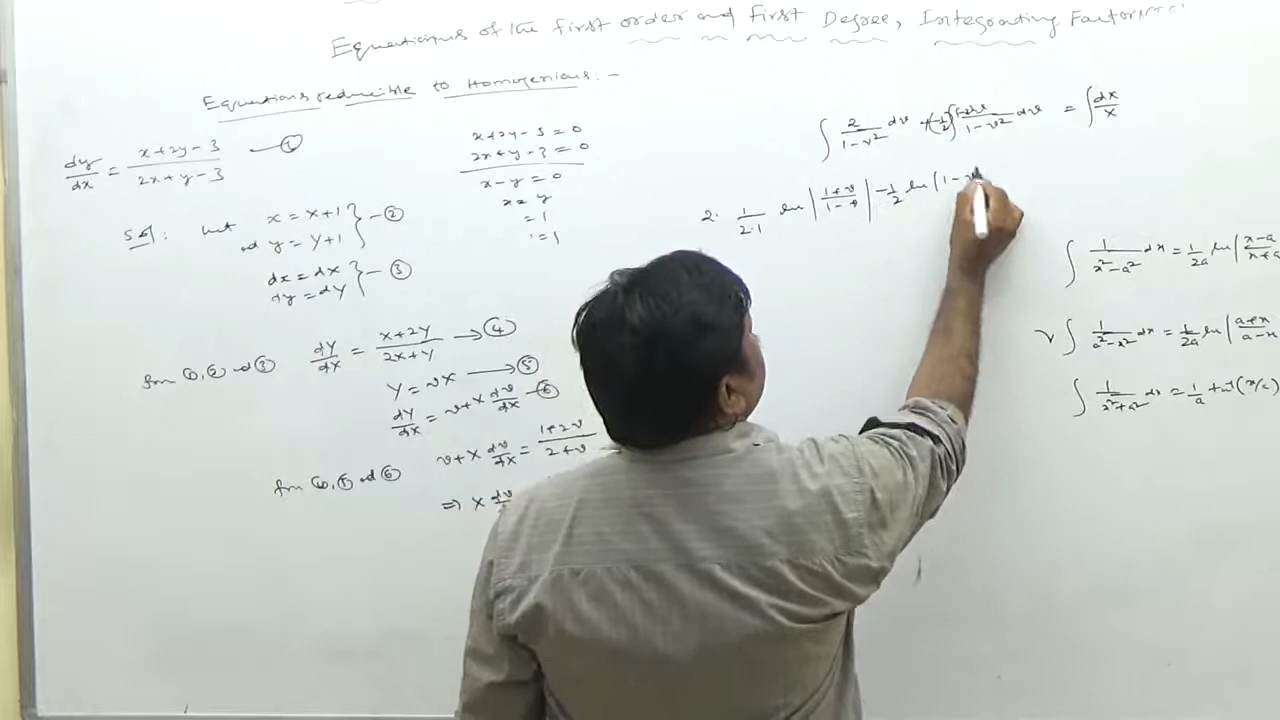 Equations of the first order and First Degree, Integrating Factor
Equations reducible to Homogenious : -
dy/dx = (x+2y-3)/(2x+y-3) —①
Sol: Let x = X+1
and y = Y+1 } —②
dx = dX
dy = dY } —③
from ①, ② and ③ dY/dX = (X+2Y)/(2X+Y) → ④
Y = vX → ⑤
dY/dX = v+X dv/dX —⑥
from ④, ⑤ and ⑥ v+X dv/dX = (1+2v)/(2+v)
⇒ X dv
x+2y-3=0
2x+y-3=0
x-y=0
x=y
=1
=1
∫ 2/(1-v²) dv +(-1/2)∫ -2v/(1-v²) dv = ∫ dX/X
2. 1/2.1 ln |(1+v)/(1-v)| -1/2 ln (1-v
∫ 1/(x²-a²) dx = 1/2a ln |(x-a)/(x+a)
∫ 1/(a²-x²) dx = 1/2a ln |(a+x)/(a-x)
∫ 1/(x²+a²) dx = 1/a tan⁻¹(x/a)